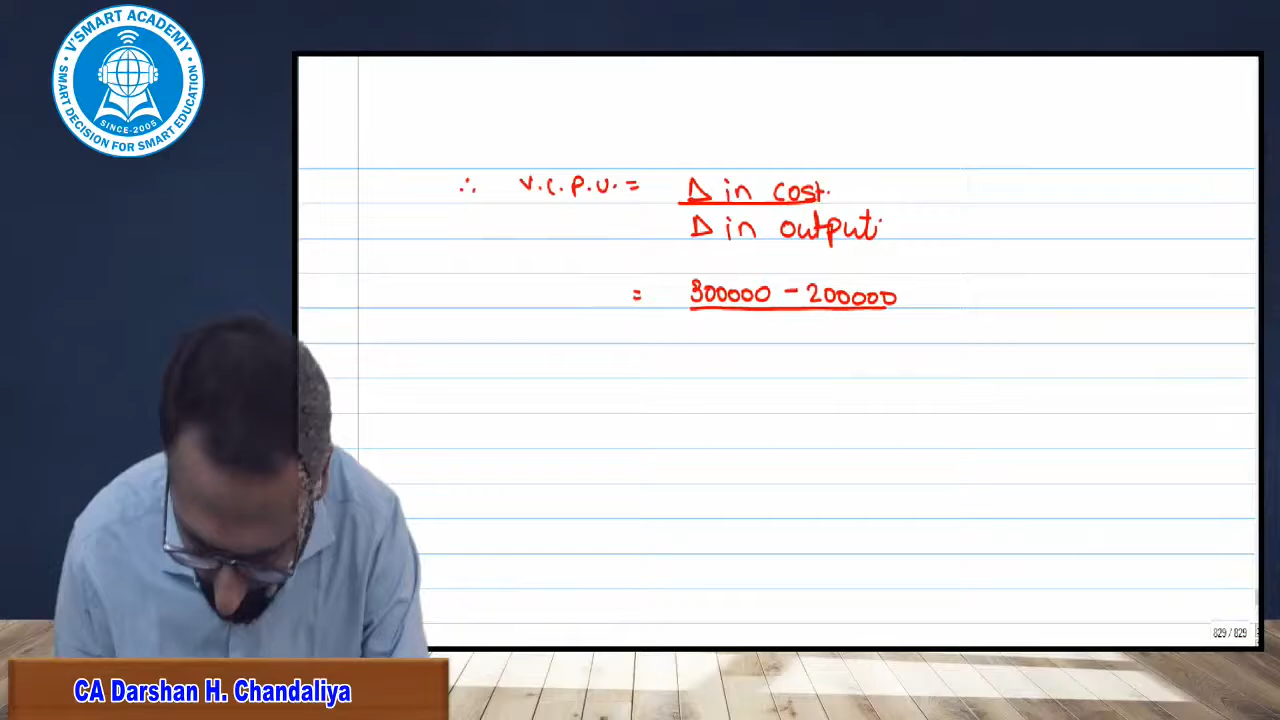 V'SMART ACADEMY
SMART DECISION FOR SMART EDUCATION
SINCE-2005
∴ V.C.P.U. = Δ in cost.
Δ in output.
= 300000 - 200000
829 / 829
CA Darshan H. Chandaliya